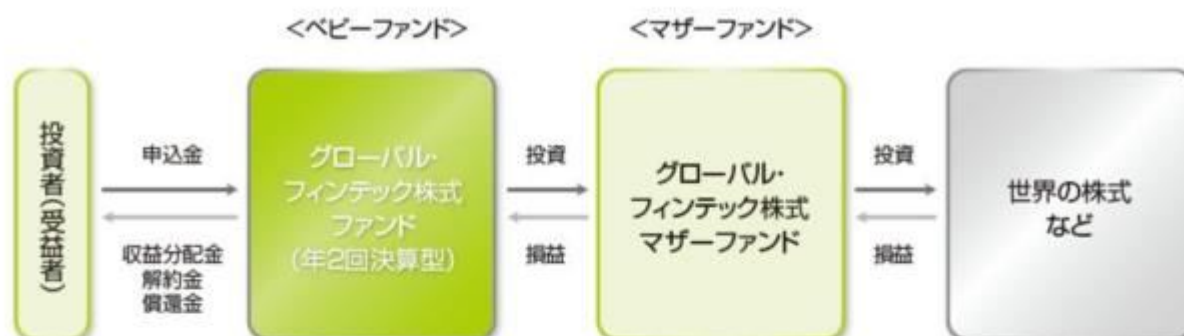 <ベビーファンド>
<マザーファンド>
投資者(受益者)
申込金
収益分配金
解約金
償還金
グローバル・
フィンテック株式
ファンド
(年2回決算型)
投資
損益
グローバル・
フィンテック株式
マザーファンド
投資
損益
世界の株式
など